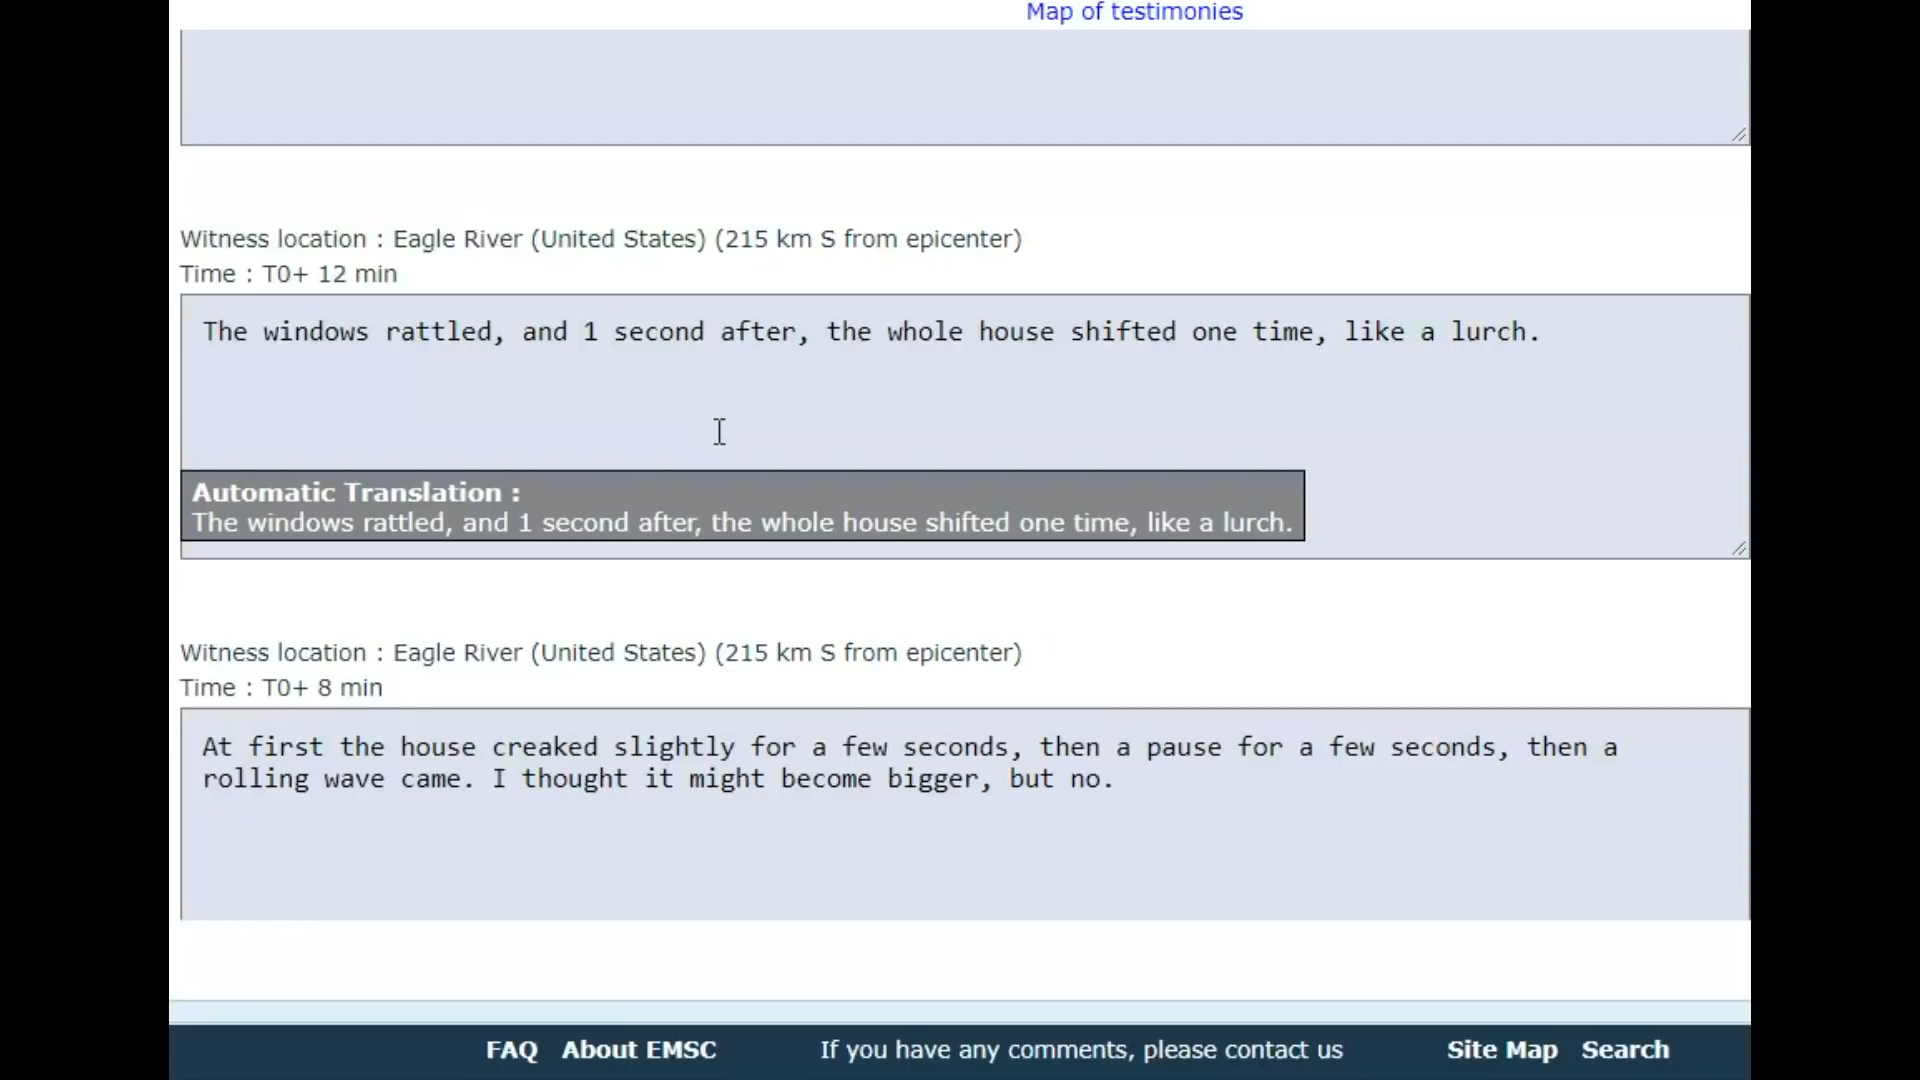 Map of testimonies
Witness location : Eagle River (United States) (215 km S from epicenter)
Time : T0+ 12 min
The windows rattled, and 1 second after, the whole house shifted one time, like a lurch.
Automatic Translation :
The windows rattled, and 1 second after, the whole house shifted one time, like a lurch.
Witness location : Eagle River (United States) (215 km S from epicenter)
Time : T0+ 8 min
At first the house creaked slightly for a few seconds, then a pause for a few seconds, then a
rolling wave came. I thought it might become bigger, but no.
FAQ About EMSC If you have any comments, please contact us Site Map Search